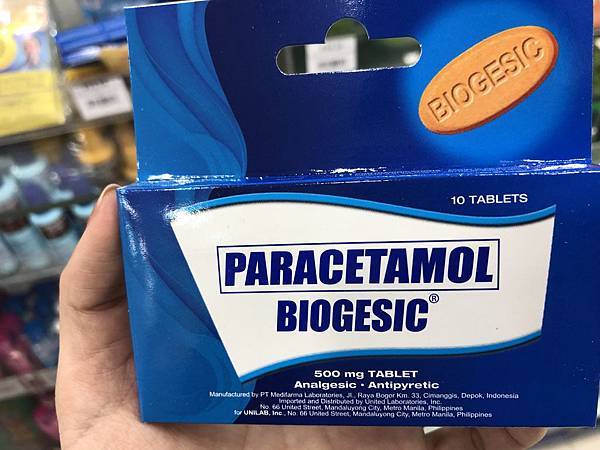 BIOGESIC
10 TABLETS
PARACETAMOL
BIOGESIC®
500 mg TABLET
Analgesic • Antipyretic
Manufactured by PT Medifarma Laboratories, Jl., Raya Bogor Km. 33, Cimanggis, Depok, Indonesia
Imported and Distributed by United Laboratories, Inc.
No. 66 United Street, Mandaluyong City, Metro Manila, Philippines
for UNILAB, Inc., No. 66 United Street, Mandaluyong City, Metro Manila, Philippines